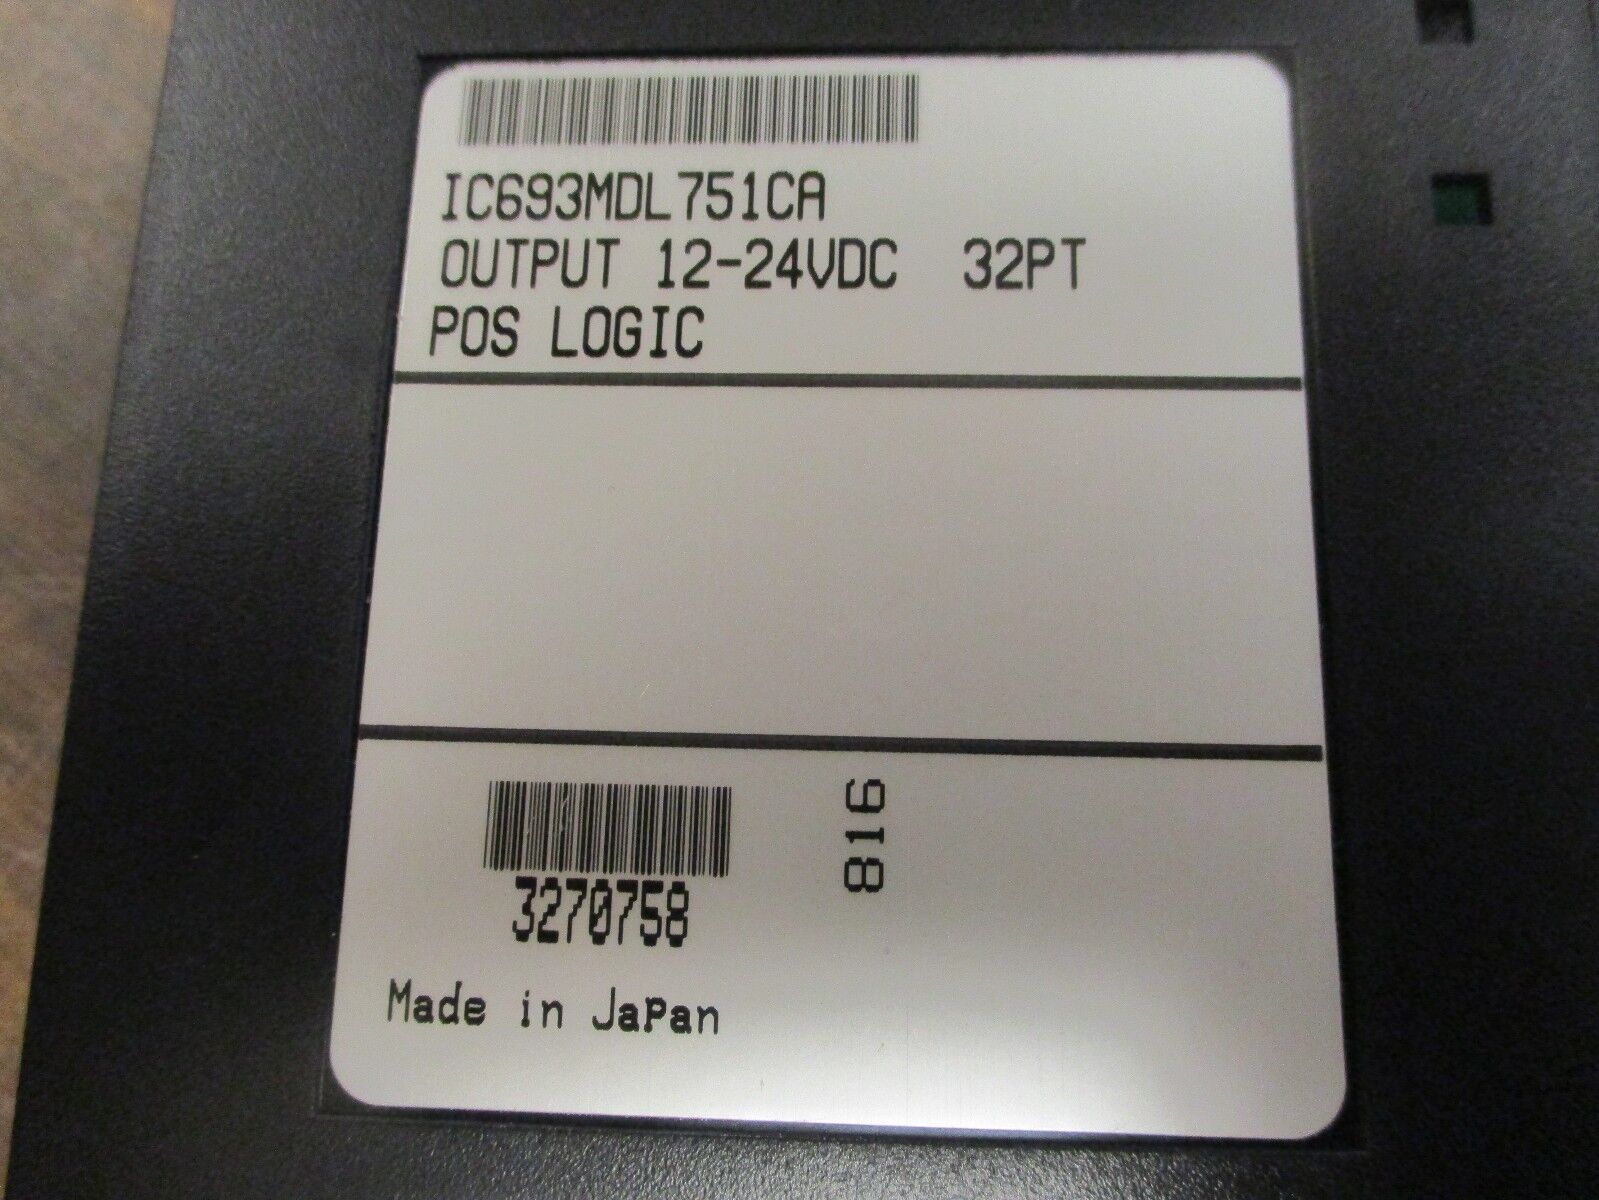 IC693MDL751CA
OUTPUT 12-24VDC 32PT
POS LOGIC
816
3270758
Made in JaPan